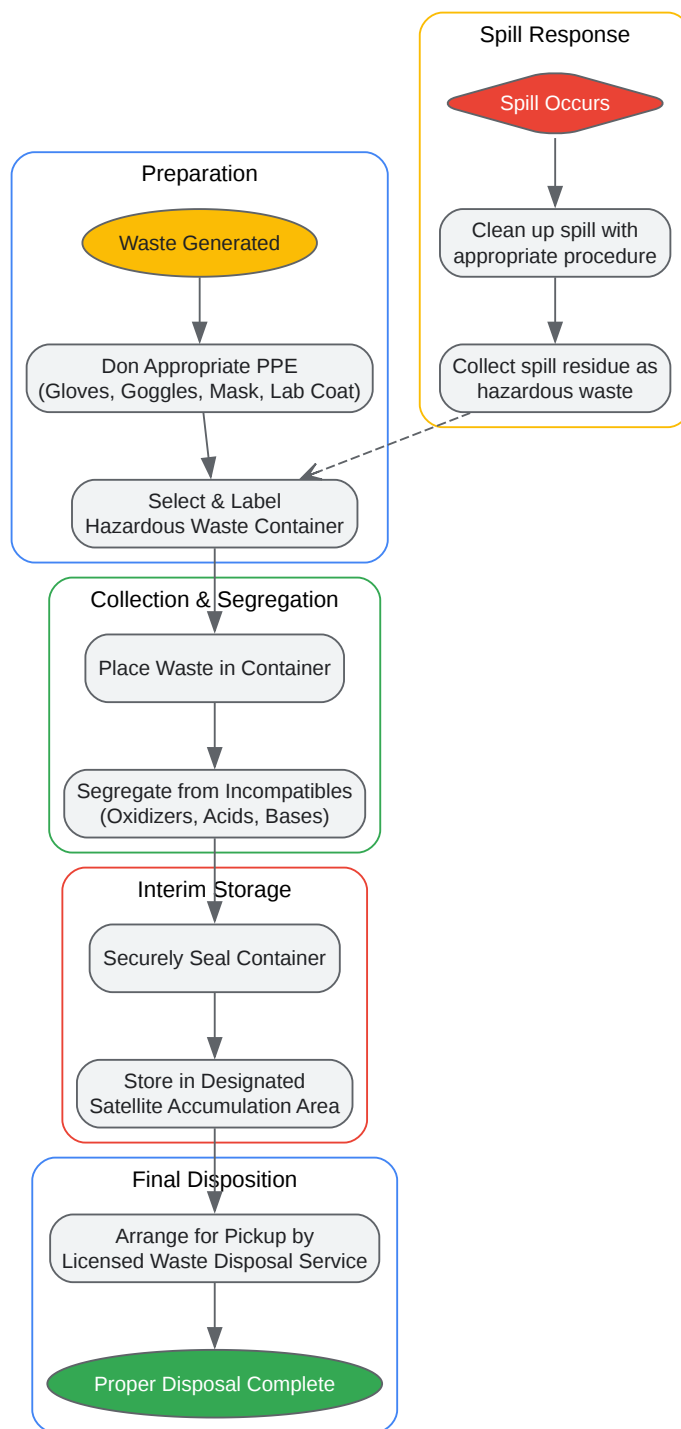 Spill Response
Spill Occurs
Clean up spill with
appropriate procedure
Collect spill residue as
hazardous waste
Preparation
Waste Generated
Don Appropriate PPE
(Gloves, Goggles, Mask, Lab Coat)
Select & Label
Hazardous Waste Container
Collection & Segregation
Place Waste in Container
Segregate from Incompatibles
(Oxidizers, Acids, Bases)
Interim Storage
Securely Seal Container
Store in Designated
Satellite Accumulation Area
Final Disposition
Arrange for Pickup by
Licensed Waste Disposal Service
Proper Disposal Complete